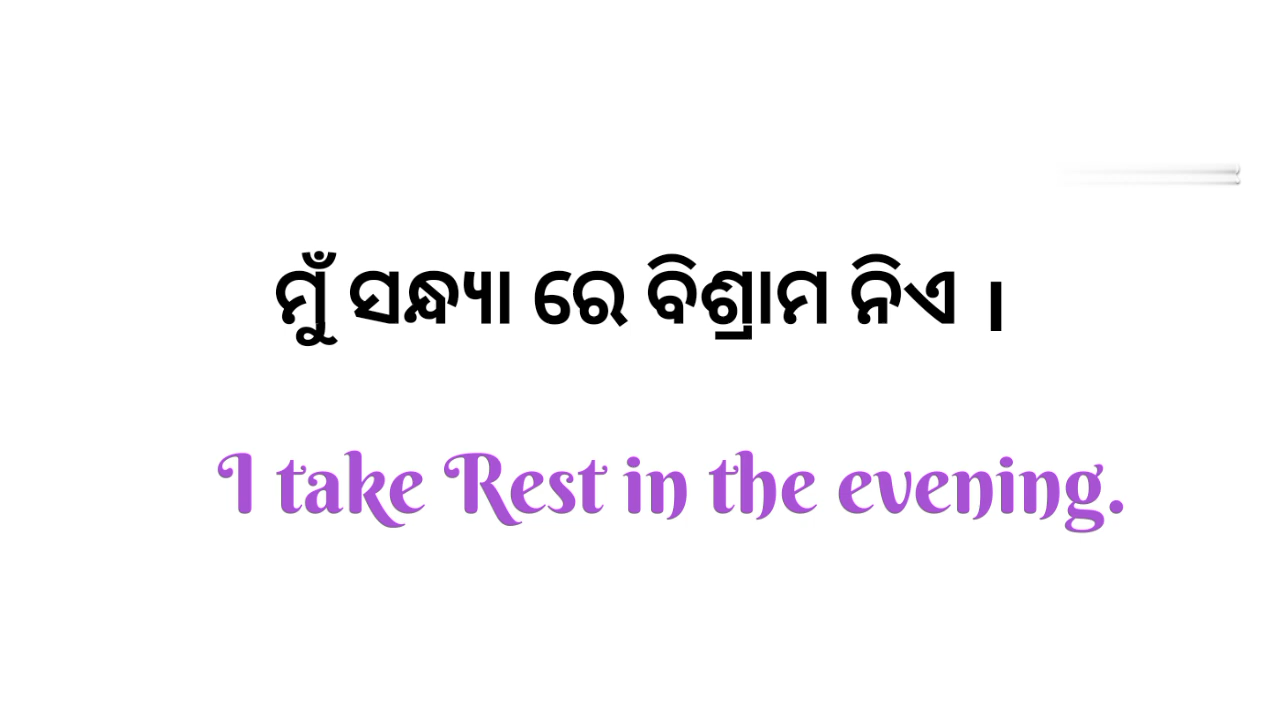 ମୁଁ ସନ୍ଧ୍ୟା ରେ ବିଶ୍ରାମ ନିଏ ।
I take Rest in the evening.